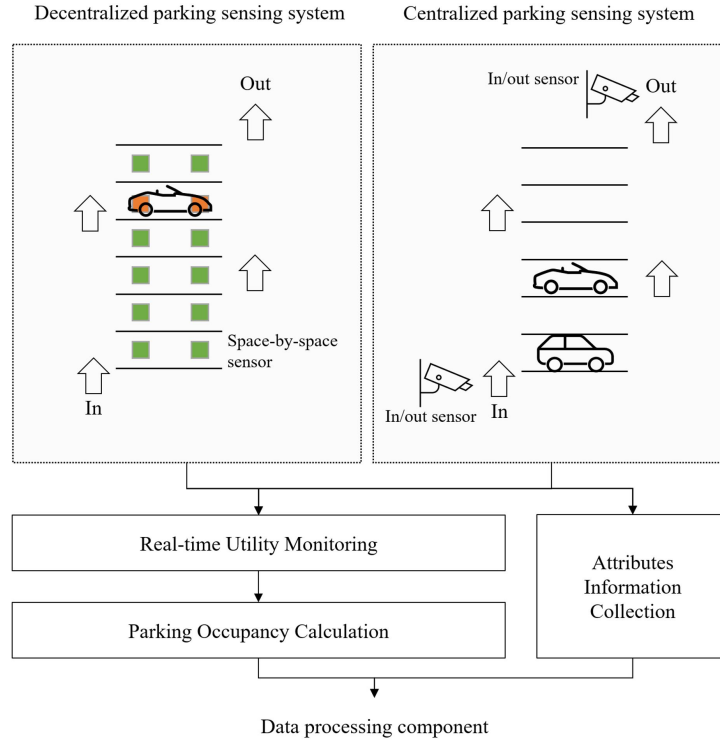 Decentralized parking sensing system
Centralized parking sensing system
Out
Space-by-space
sensor
In
In/out sensor
Out
In/out sensor
In
Real-time Utility Monitoring
Parking Occupancy Calculation
Attributes
Information
Collection
Data processing component